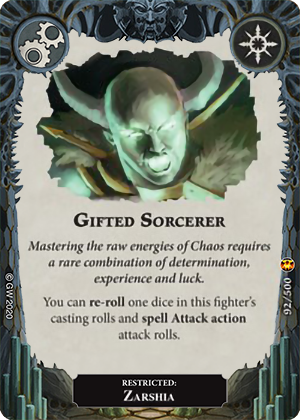 GIFTED SORCERER
Mastering the raw energies of Chaos requires
a rare combination of determination,
experience and luck.
You can re-roll one dice in this fighter's
casting rolls and spell Attack action
attack rolls.
RESTRICTED:
ZARSHIA
© GW 2020
92/500